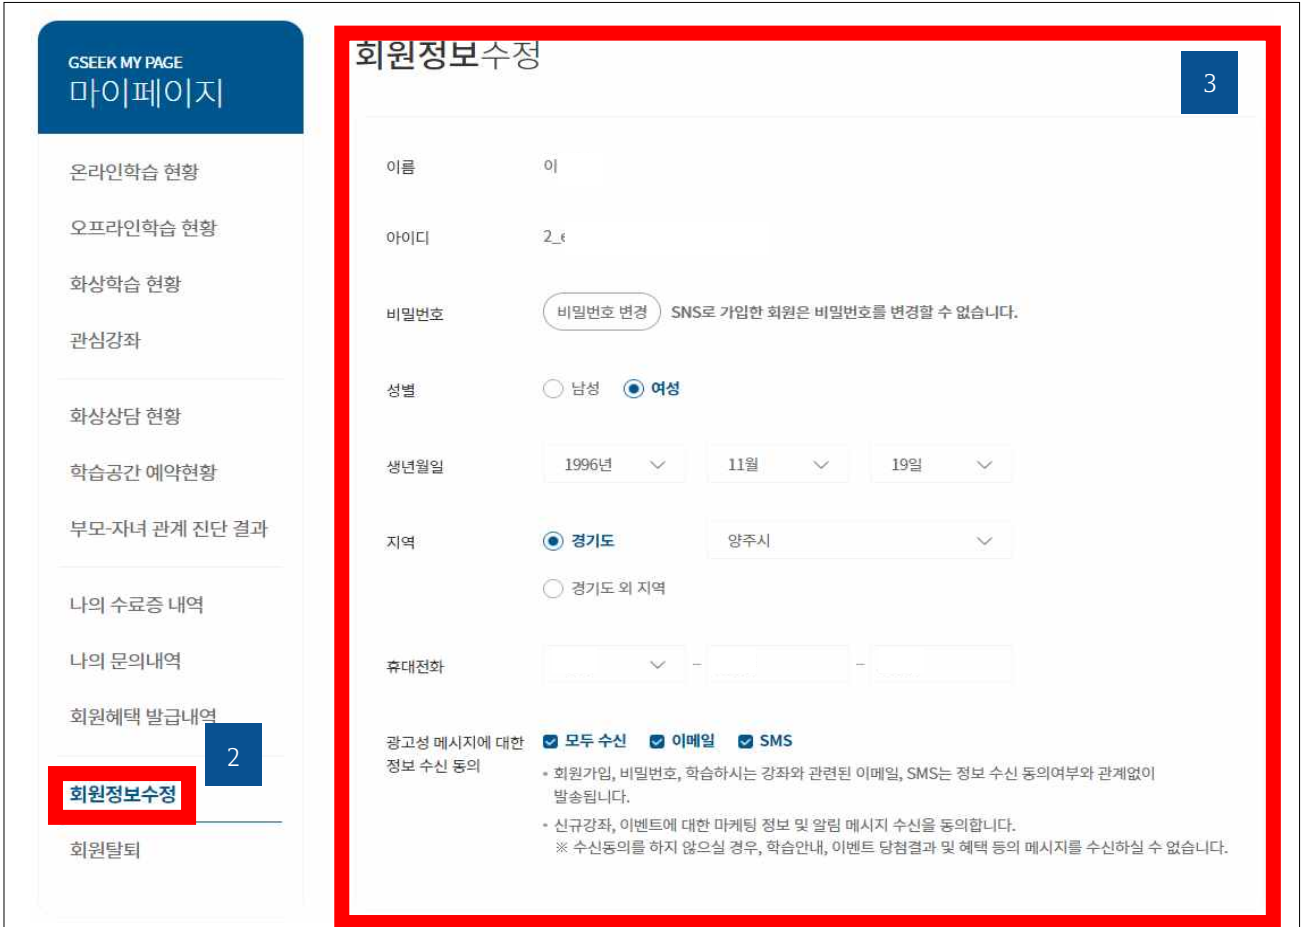 GSEEK MY PAGE
마이페이지
온라인학습 현황
오프라인학습 현황
화상학습 현황
관심강좌
화상상담 현황
학습공간 예약현황
부모-자녀 관계 진단 결과
나의 수료증 내역
나의 문의내역
회원혜택 발급내역
2
회원정보수정
회원탈퇴
회원정보수정
3
이름 이
아이디 2_e
비밀번호 비밀번호 변경 SNS로 가입한 회원은 비밀번호를 변경할 수 없습니다.
성별 남성 여성
생년월일 1996년 11월 19일
지역 경기도 양주시
경기도 외 지역
휴대전화 – –
광고성 메시지에 대한 모두 수신 이메일 SMS
정보 수신 동의
• 회원가입, 비밀번호, 학습하시는 강좌와 관련된 이메일, SMS는 정보 수신 동의여부와 관계없이
발송됩니다.
• 신규강좌, 이벤트에 대한 마케팅 정보 및 알림 메시지 수신을 동의합니다.
※ 수신동의를 하지 않으실 경우, 학습안내, 이벤트 당첨결과 및 혜택 등의 메시지를 수신하실 수 없습니다.